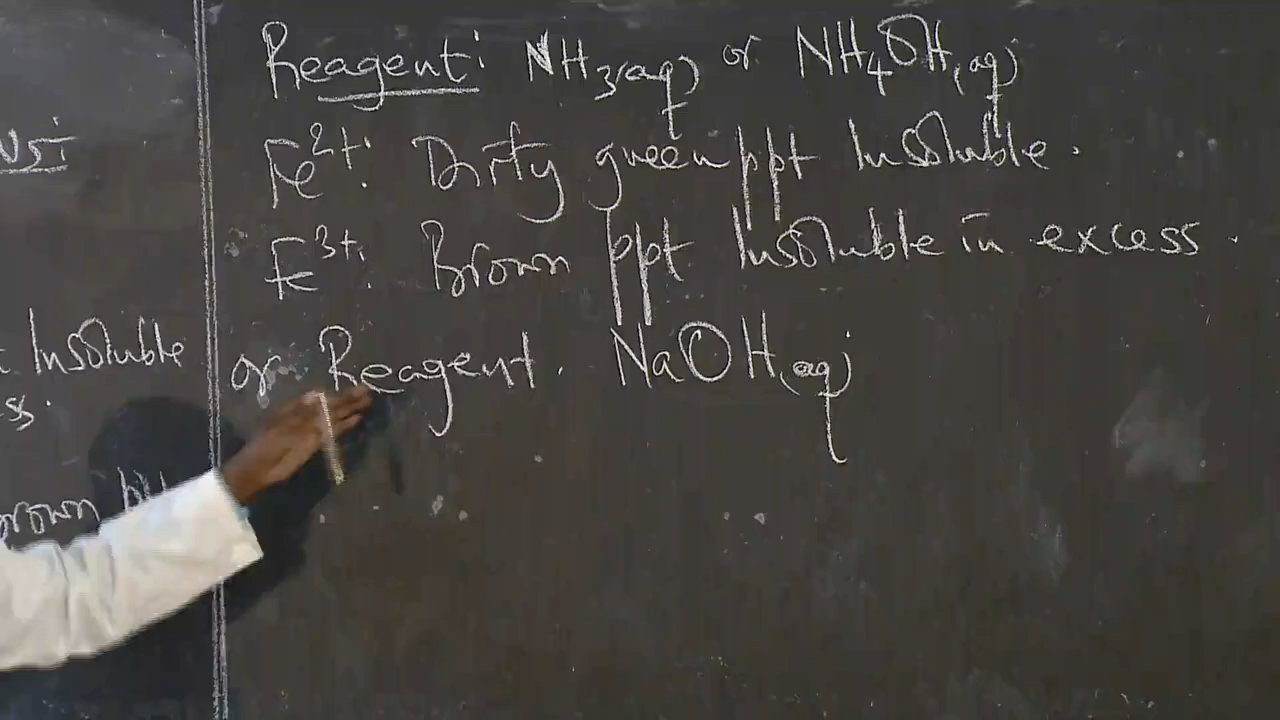 Reagent: NH3(aq) or NH4OH(aq)
Fe2+: Dirty green ppt Insoluble.
Fe3+: Brown ppt Insoluble in excess.
or Reagent. NaOH(aq)
Insoluble
Brown